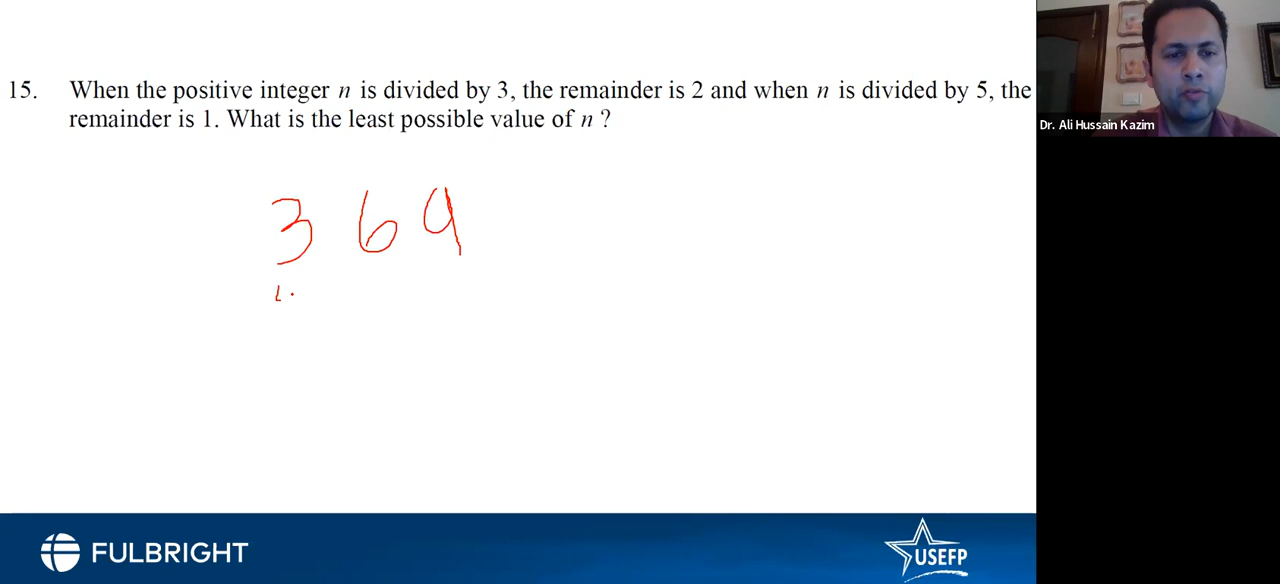 15. When the positive integer n is divided by 3, the remainder is 2 and when n is divided by 5, the
remainder is 1. What is the least possible value of n ?
Dr. Ali Hussain Kazim
3 6 9
FULBRIGHT
USEFP